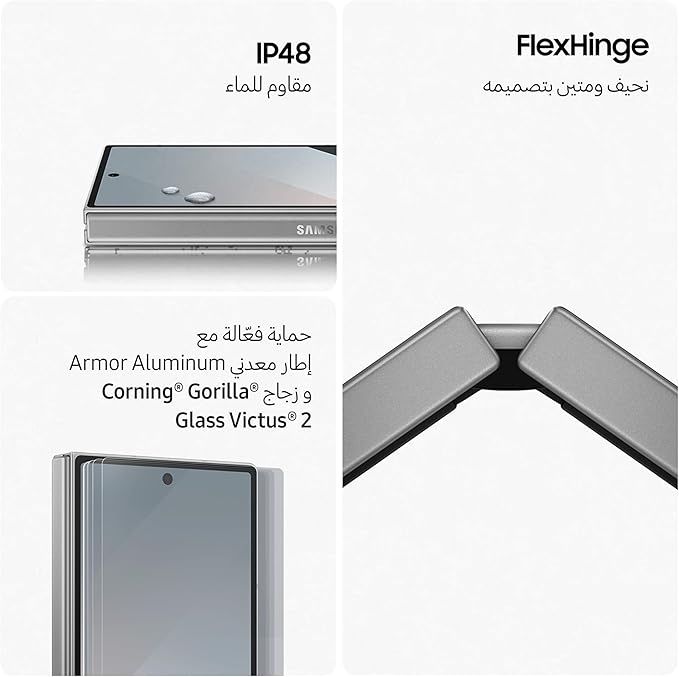 IP48
مقاوم للماء
SAMS
FlexHinge
نحيف ومتين بتصميمه
حماية فعّالة مع
إطار معدني Armor Aluminum
و زجاج Corning® Gorilla®
Glass Victus® 2